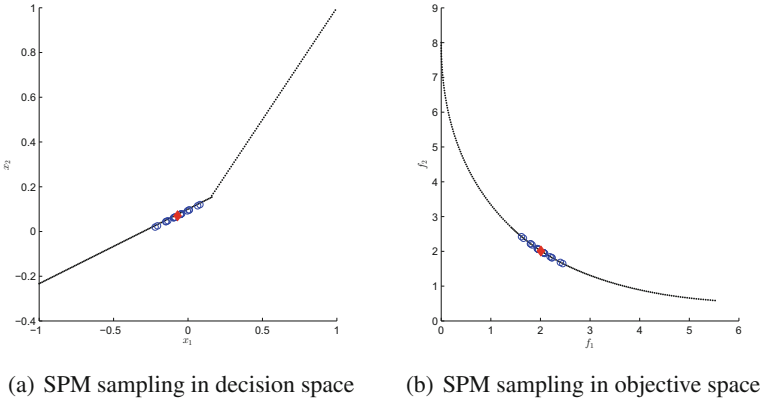 1
0.8
0.6
0.4
0.2
0
−0.2
−0.4
−1 −0.5 0 0.5 1
x₁
x₂
9
8
7
6
5
4
3
2
1
0
0 1 2 3 4 5 6
f₁
f₂
(a) SPM sampling in decision space
(b) SPM sampling in objective space